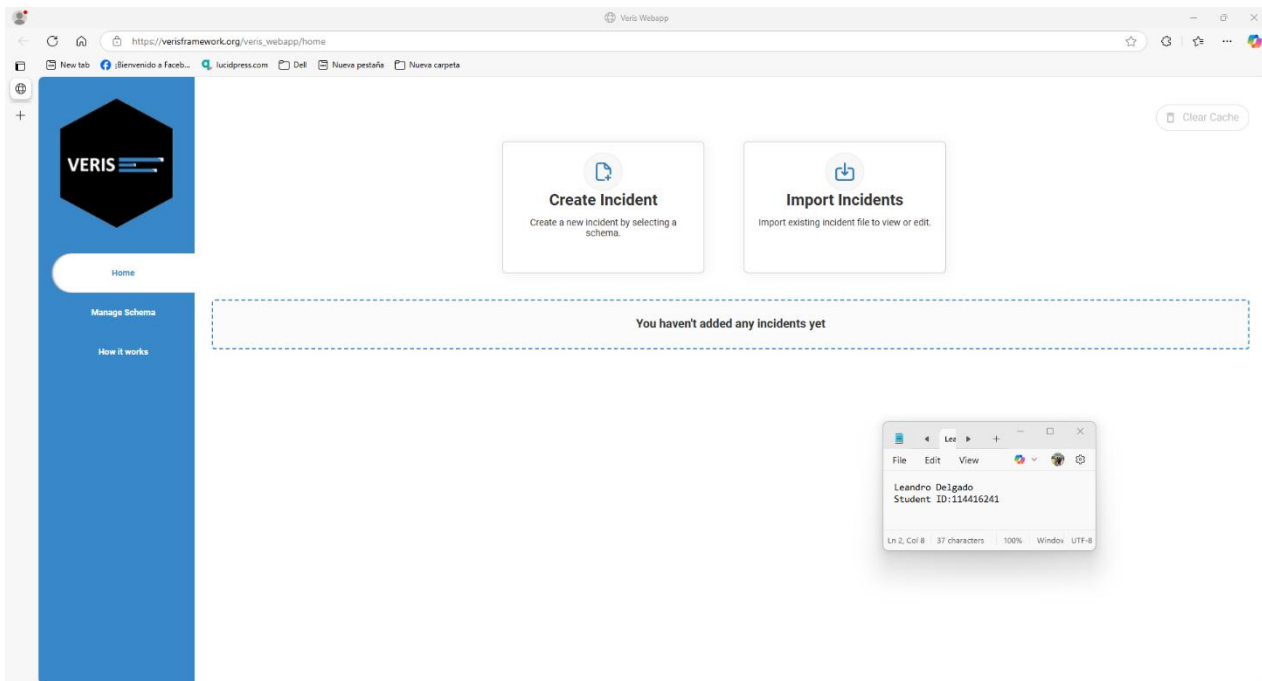 Veris Webapp
https://verisframework.org/veris_webapp/home
New tab
¡Bienvenido a Faceb...
lucidpress.com
Dell
Nueva pestaña
Nueva carpeta
Clear Cache
VERIS
Create Incident
Create a new incident by selecting a
schema.
Import Incidents
Import existing incident file to view or edit.
Home
Manage Schema
How it works
You haven't added any incidents yet
Lea
File Edit View
Leandro Delgado
Student ID:114416241
Ln 2, Col 8 37 characters 100% Window UTF-8